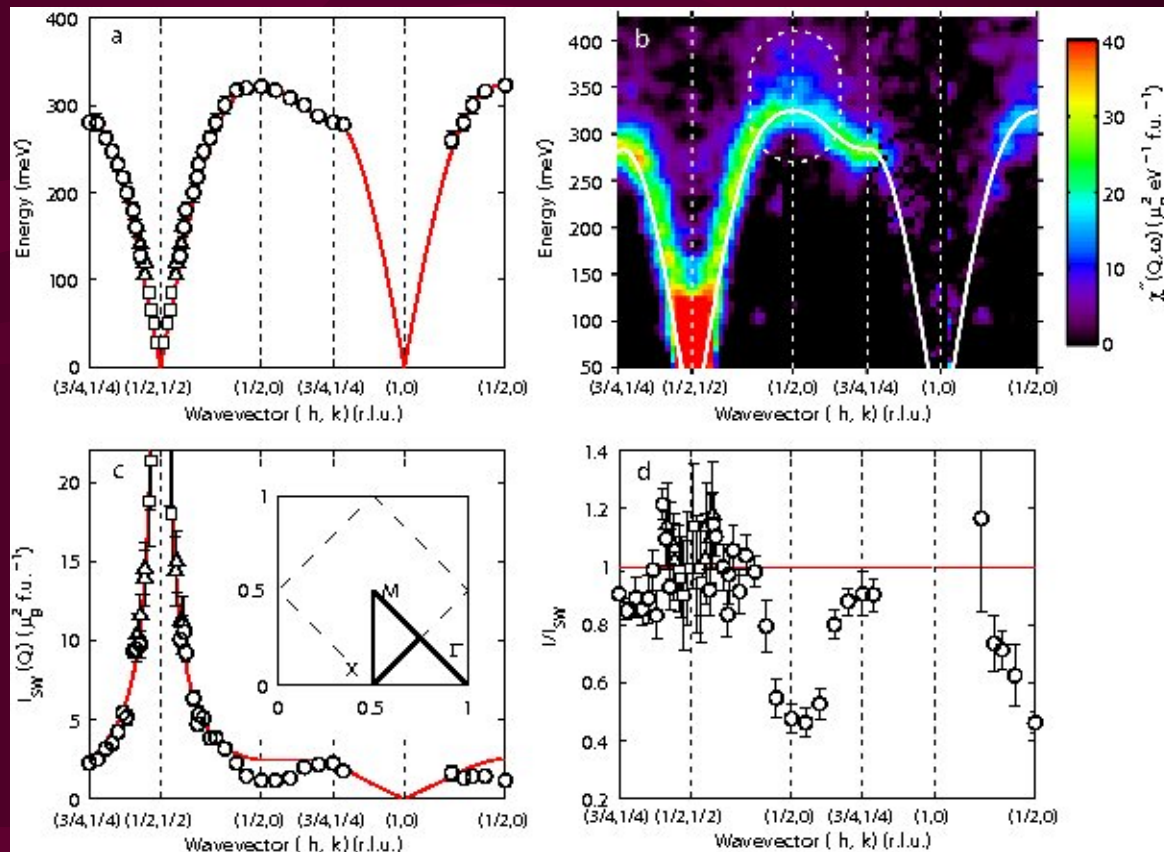 a
400
300
200
100
0
Energy (meV)
(3/4,1/4) (1/2,1/2) (1/2,0) (3/4,1/4) (1,0) (1/2,0)
Wavevector ( h, k) (r.l.u.)
b
400
350
300
250
200
150
100
50
Energy (meV)
(3/4,1/4) (1/2,1/2) (1/2,0) (3/4,1/4) (1,0) (1/2,0)
Wavevector ( h, k) (r.l.u.)
40
30
20
10
0
χ″(Q,ω) ( μ²B eV⁻¹ f.u.⁻¹)
c
20
15
10
5
0
I SW (Q) ( μ²B f.u.⁻¹)
1
0.5
0
M
X
Γ
0 0.5 1
(3/4,1/4) (1/2,1/2) (1/2,0) (3/4,1/4) (1,0) (1/2,0)
Wavevector ( h, k) (r.l.u.)
d
1.4
1.2
1
0.8
0.6
0.4
0.2
I/I SW
(3/4,1/4) (1/2,1/2) (1/2,0) (3/4,1/4) (1,0) (1/2,0)
Wavevector ( h, k) (r.l.u.)